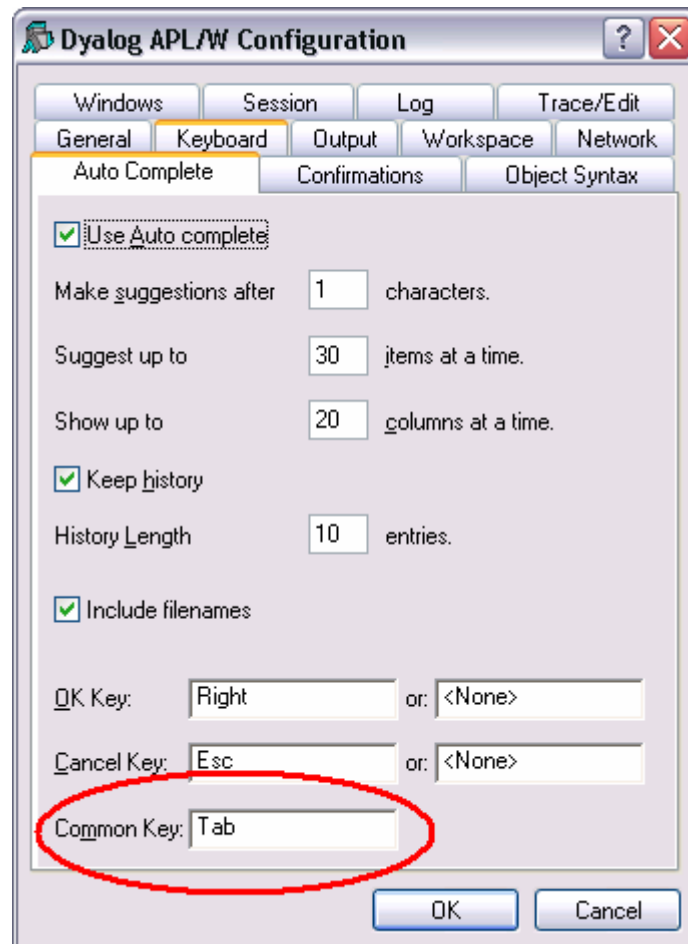 Dyalog APL/W Configuration
Windows Session Log Trace/Edit
General Keyboard Output Workspace Network
Auto Complete Confirmations Object Syntax
Use Auto complete
Make suggestions after 1 characters.
Suggest up to 30 items at a time.
Show up to 20 columns at a time.
Keep history
History Length 10 entries.
Include filenames
OK Key: Right or: <None>
Cancel Key: Esc or: <None>
Common Key: Tab
OK Cancel